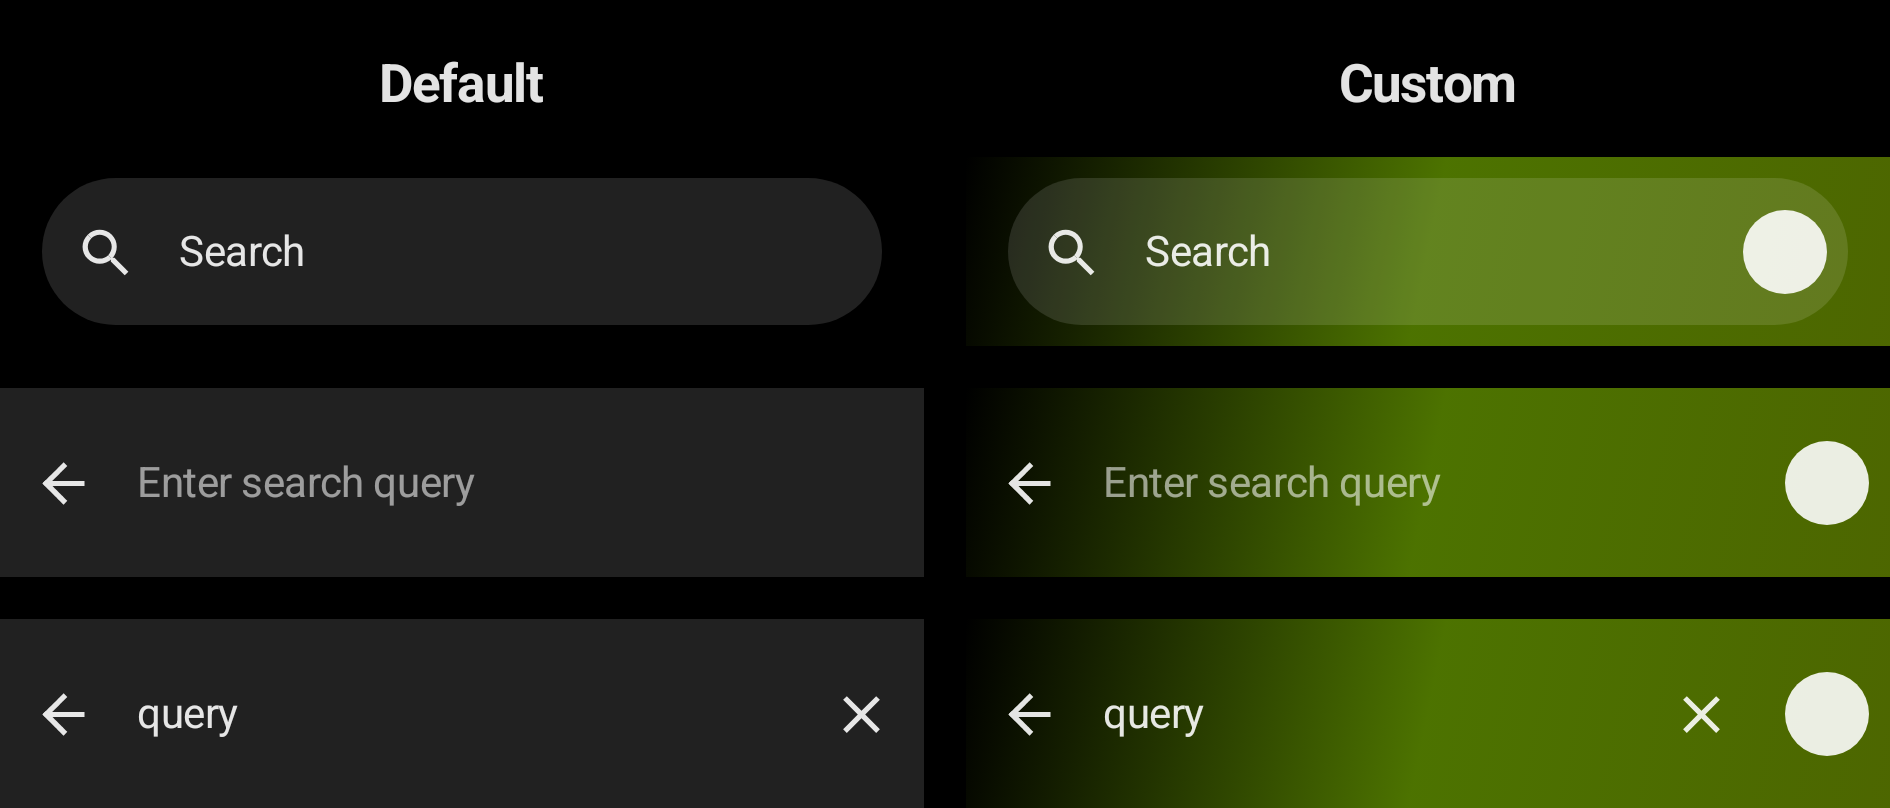 Default
Custom
Search
Search
Enter search query
Enter search query
query
query